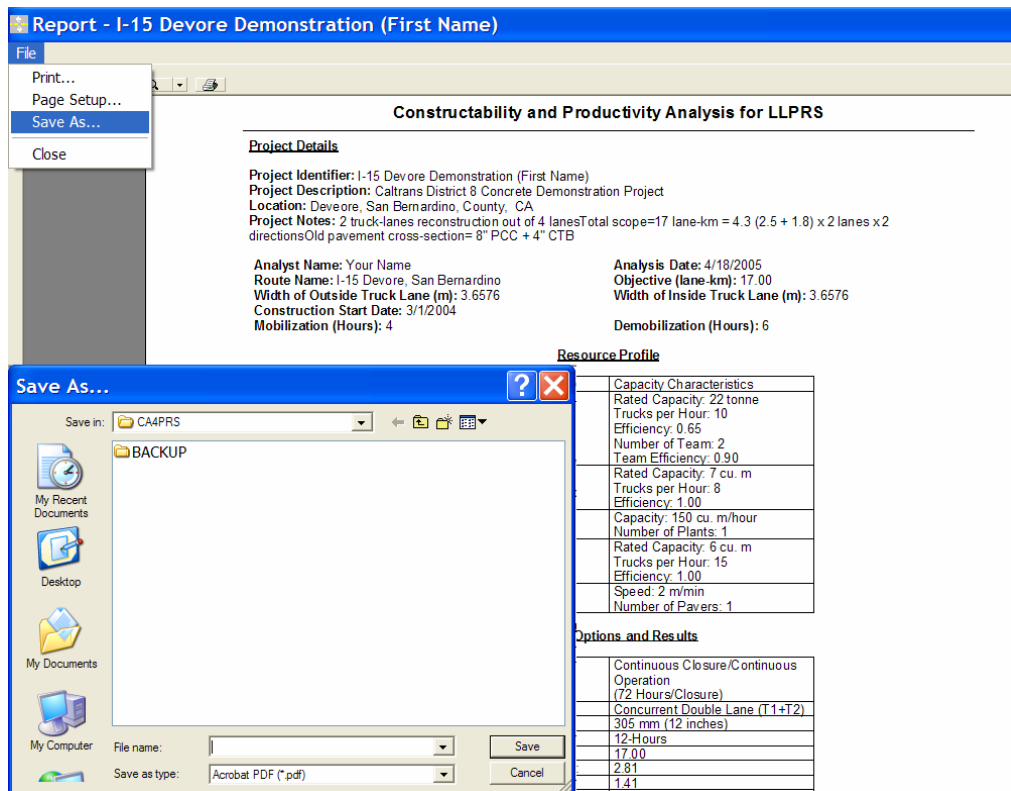 Report - I-15 Devore Demonstration (First Name)
File
Print...
Page Setup...
Save As...
Close
Constructability and Productivity Analysis for LLPRS
Project Details
Project Identifier: I-15 Devore Demonstration (First Name)
Project Description: Caltrans District 8 Concrete Demonstration Project
Location: Deveore, San Bernardino, County, CA
Project Notes: 2 truck-lanes reconstruction out of 4 lanesTotal scope=17 lane-km = 4.3 (2.5 + 1.8) x 2 lanes x 2
directionsOld pavement cross-section= 8" PCC + 4" CTB
Analyst Name: Your Name Analysis Date: 4/18/2005
Route Name: I-15 Devore, San Bernardino Objective (lane-km): 17.00
Width of Outside Truck Lane (m): 3.6576 Width of Inside Truck Lane (m): 3.6576
Construction Start Date: 3/1/2004
Mobilization (Hours): 4 Demobilization (Hours): 6
Resource Profile
Capacity Characteristics
Rated Capacity: 22 tonne
Trucks per Hour: 10
Efficiency: 0.65
Number of Team: 2
Team Efficiency: 0.90
Rated Capacity: 7 cu. m
Trucks per Hour: 8
Efficiency: 1.00
Capacity: 150 cu. m/hour
Number of Plants: 1
Rated Capacity: 6 cu. m
Trucks per Hour: 15
Efficiency: 1.00
Speed: 2 m/min
Number of Pavers: 1
Options and Results
Continuous Closure/Continuous
Operation
(72 Hours/Closure)
Concurrent Double Lane (T1+T2)
305 mm (12 inches)
12-Hours
17.00
2.81
1.41
Save As...
Save in: CA4PRS
BACKUP
My Recent
Documents
Desktop
My Documents
My Computer
File name: Save
Save as type: Acrobat PDF (*.pdf) Cancel